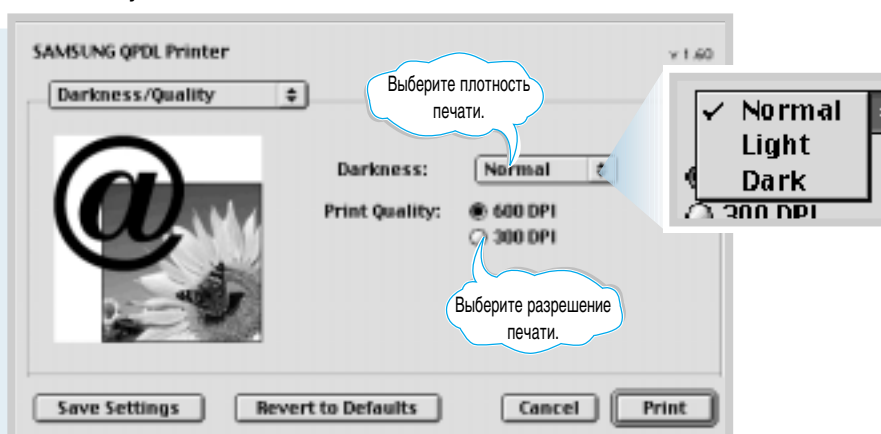 SAMSUNG QPDL Printer
v 1.60
Darkness/Quality
Выберите плотность
печати.
Darkness:
Normal
Print Quality:
600 DPI
300 DPI
Выберите разрешение
печати.
Normal
Light
Dark
300 DPI
Save Settings
Revert to Defaults
Cancel
Print
@